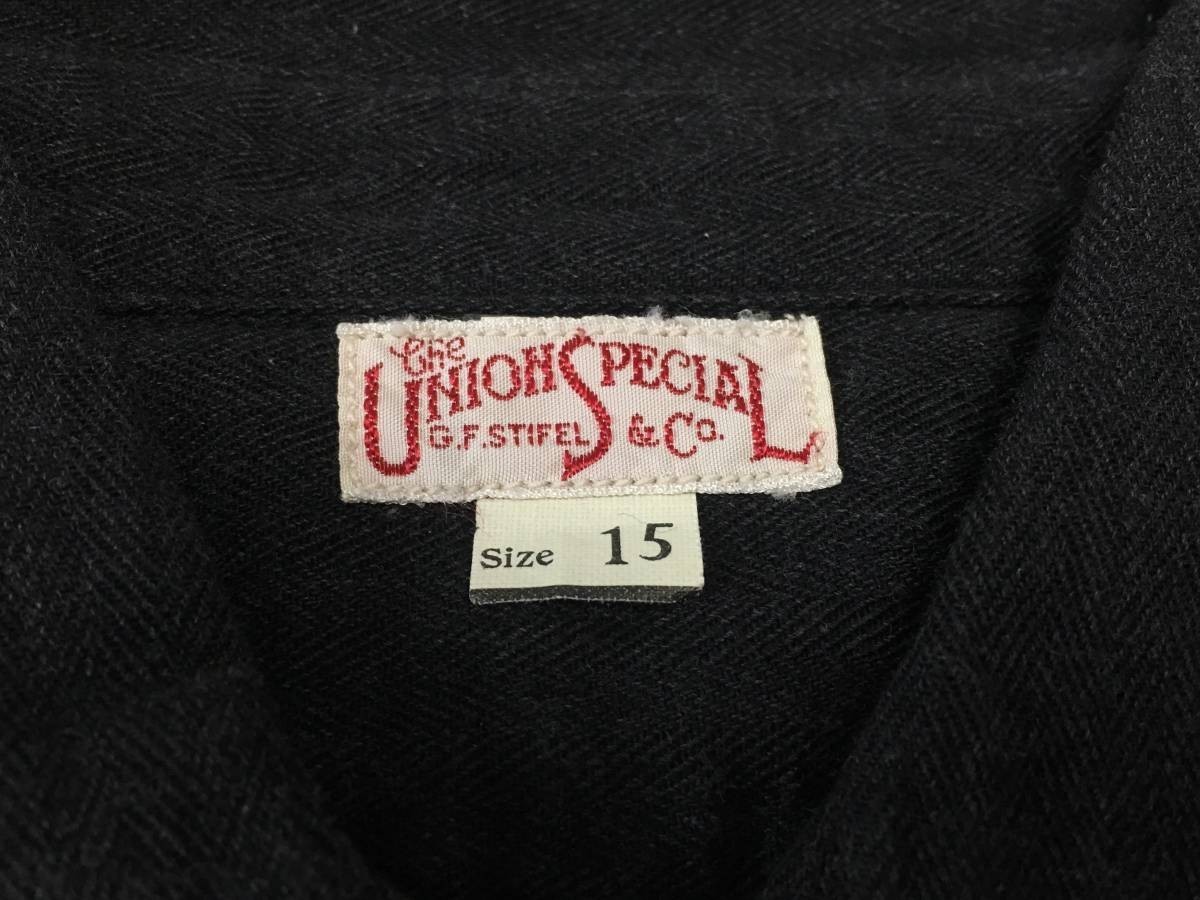 The
UNION SPECIAL
G.F. STIFEL & Co.
Size 15